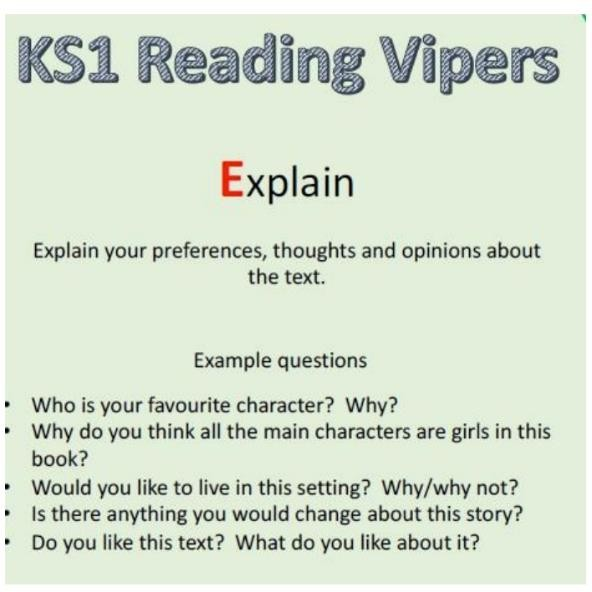 KS1 Reading Vipers
Explain
Explain your preferences, thoughts and opinions about
the text.
Example questions
• Who is your favourite character?  Why?
• Why do you think all the main characters are girls in this
book?
• Would you like to live in this setting?  Why/why not?
• Is there anything you would change about this story?
• Do you like this text?  What do you like about it?